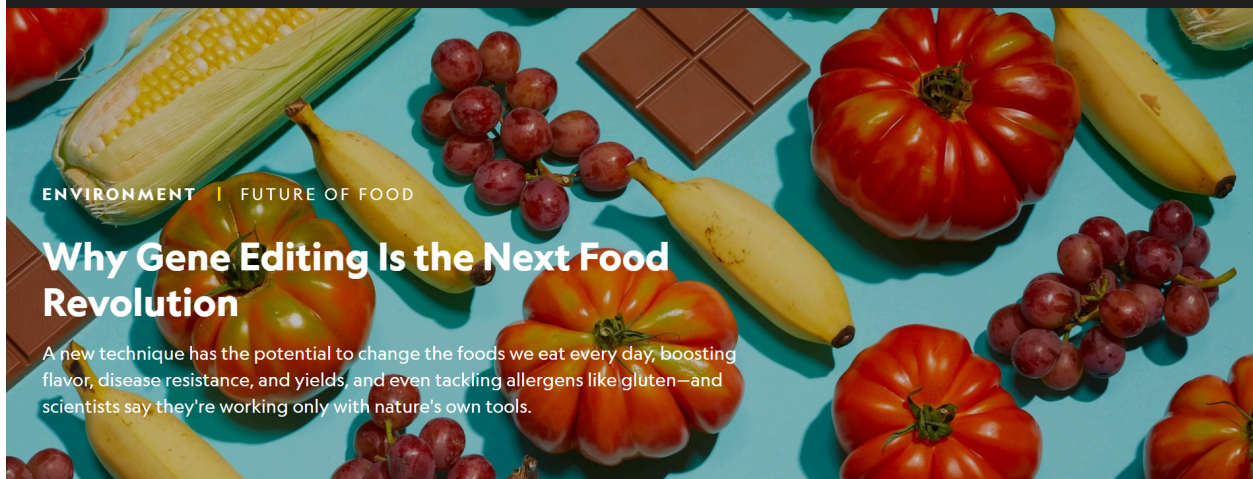 ENVIRONMENT | FUTURE OF FOOD
Why Gene Editing Is the Next Food
Revolution
A new technique has the potential to change the foods we eat every day, boosting
flavor, disease resistance, and yields, and even tackling allergens like gluten—and
scientists say they're working only with nature's own tools.